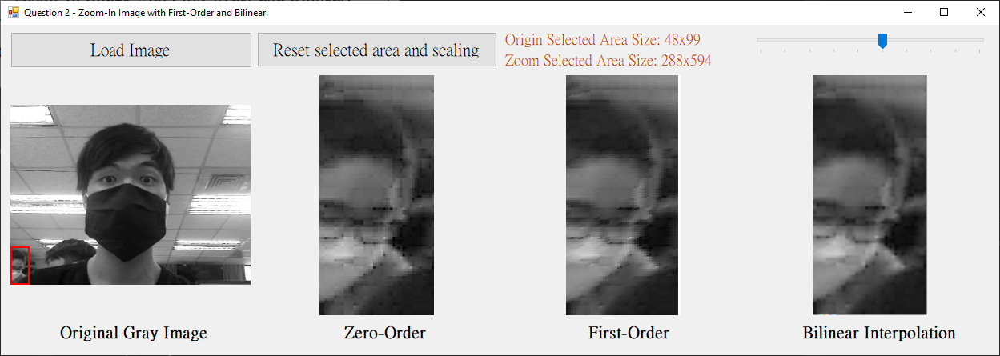 Question 2 - Zoom-In Image with First-Order and Bilinear.
Load Image
Reset selected area and scaling
Origin Selected Area Size: 48x99
Zoom Selected Area Size: 288x594
Original Gray Image
Zero-Order
First-Order
Bilinear Interpolation